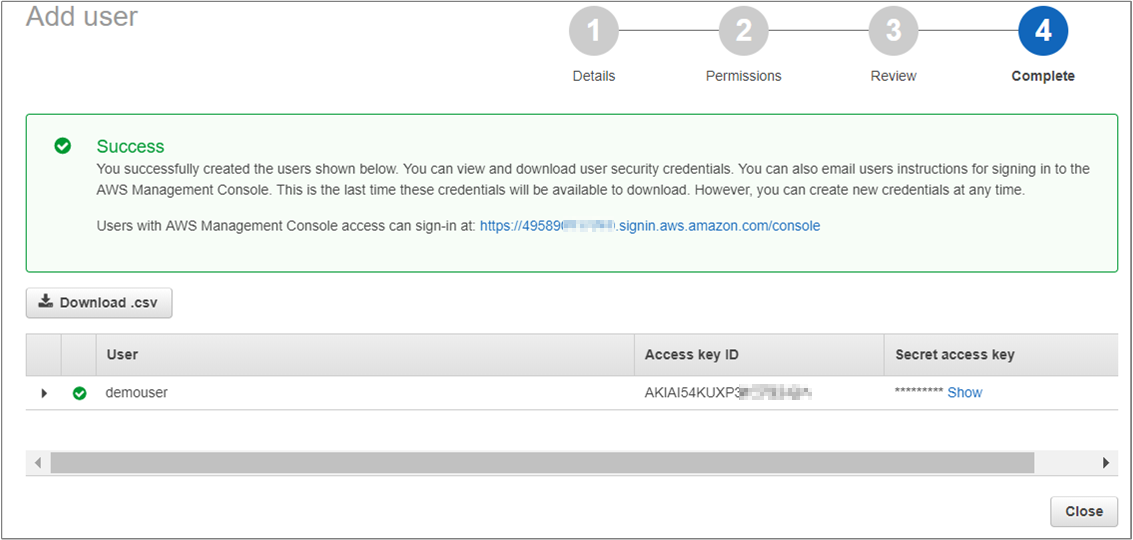 Add user
1 2 3 4
Details Permissions Review Complete
Success
You successfully created the users shown below. You can view and download user security credentials. You can also email users instructions for signing in to the
AWS Management Console. This is the last time these credentials will be available to download. However, you can create new credentials at any time.
Users with AWS Management Console access can sign-in at: https://49589 .signin.aws.amazon.com/console
Download .csv
User Access key ID Secret access key
demouser AKIAI54KUXP3 ********* Show
Close